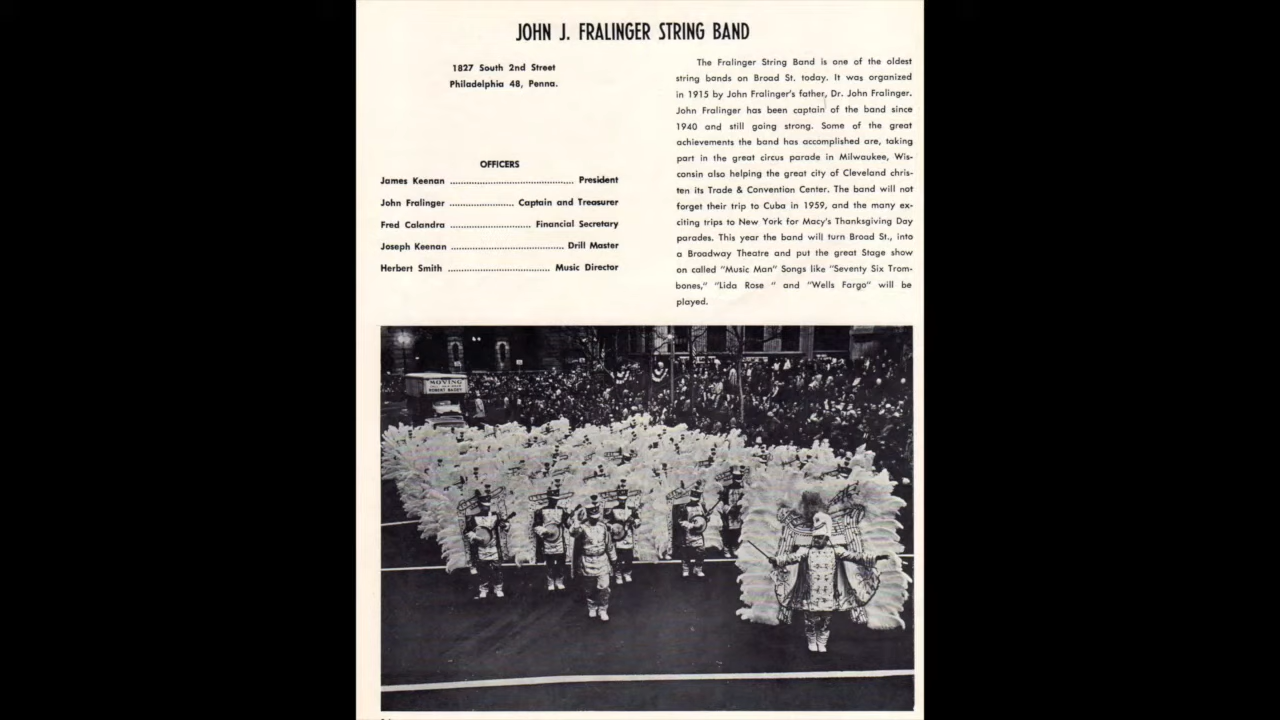 JOHN J. FRALINGER STRING BAND
1827 South 2nd Street
Philadelphia 48, Penna.
OFFICERS
James Keenan ........................................... President
John Fralinger ...................... Captain and Treasurer
Fred Calandra ............................ Financial Secretary
Joseph Keenan ....................................... Drill Master
Herbert Smith ................................... Music Director
The Fralinger String Band is one of the oldest
string bands on Broad St. today. It was organized
in 1915 by John Fralinger's father, Dr. John Fralinger.
John Fralinger has been captain of the band since
1940 and still going strong. Some of the great
achievements the band has accomplished are, taking
part in the great circus parade in Milwaukee, Wis-
consin also helping the great city of Cleveland chris-
ten its Trade & Convention Center. The band will not
forget their trip to Cuba in 1959, and the many ex-
citing trips to New York for Macy's Thanksgiving Day
parades. This year the band will turn Broad St., into
a Broadway Theatre and put the great Stage show
on called "Music Man" Songs like "Seventy Six Trom-
bones," "Lida Rose " and "Wells Fargo" will be
played.
MOVING
ROBERT